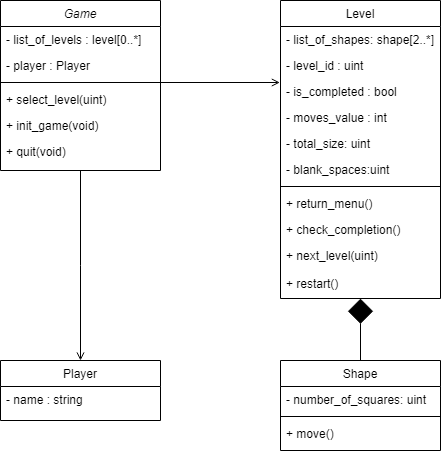 Game
- list_of_levels : level[0..*]
- player : Player
+ select_level(uint)
+ init_game(void)
+ quit(void)
Level
- list_of_shapes: shape[2..*]
- level_id : uint
- is_completed : bool
- moves_value : int
- total_size: uint
- blank_spaces:uint
+ return_menu()
+ check_completion()
+ next_level(uint)
+ restart()
Player
- name : string
Shape
- number_of_squares: uint
+ move()